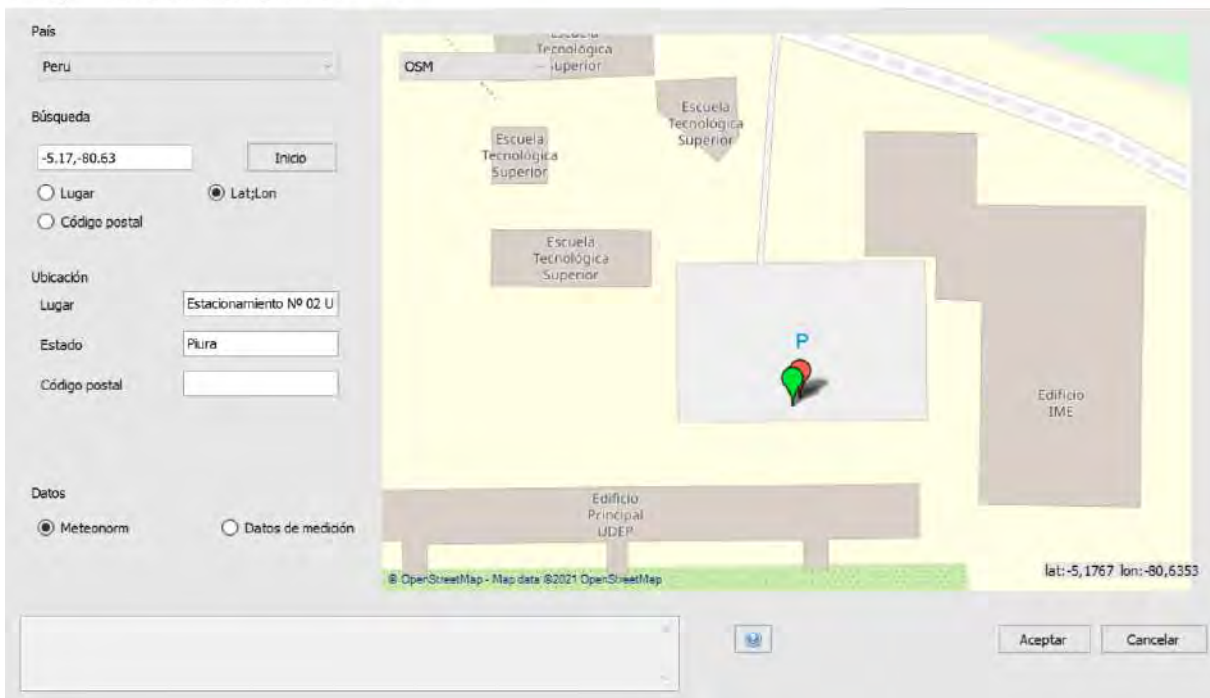 País
Peru
Búsqueda
-5.17,-80.63
Inicio
Lugar
Lat;Lon
Código postal
Ubicación
Lugar
Estacionamiento Nº 02 U
Estado
Piura
Código postal
Datos
Meteonorm
Datos de medición
OSM
Escuela
Tecnológica
Superior
Escuela
Tecnológica
Superior
Escuela
Tecnológica
Superior
Escuela
Tecnológica
Superior
P
Edificio
IME
Edificio
Principal
UDEP
© OpenStreetMap - Map data ©2021 OpenStreetMap
lat:-5,1767 lon:-80,6353
Aceptar
Cancelar